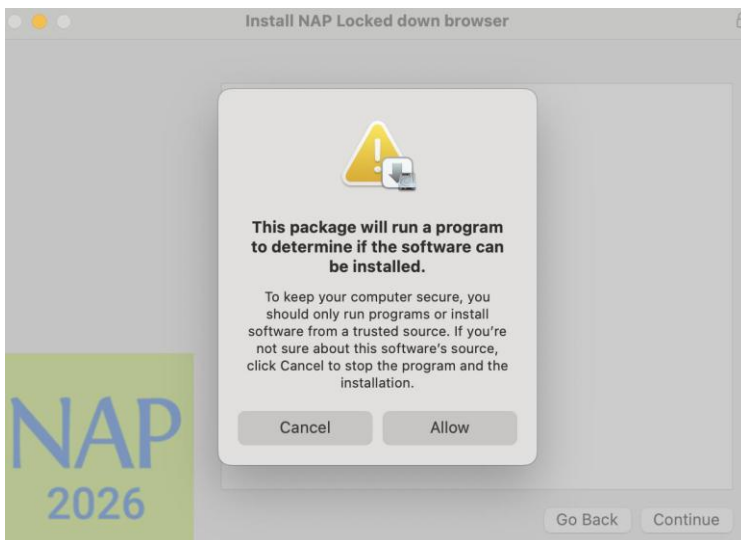 Install NAP Locked down browser
This package will run a program
to determine if the software can
be installed.
To keep your computer secure, you
should only run programs or install
software from a trusted source. If you're
not sure about this software's source,
click Cancel to stop the program and the
installation.
Cancel Allow
NAP
2026
Go Back Continue